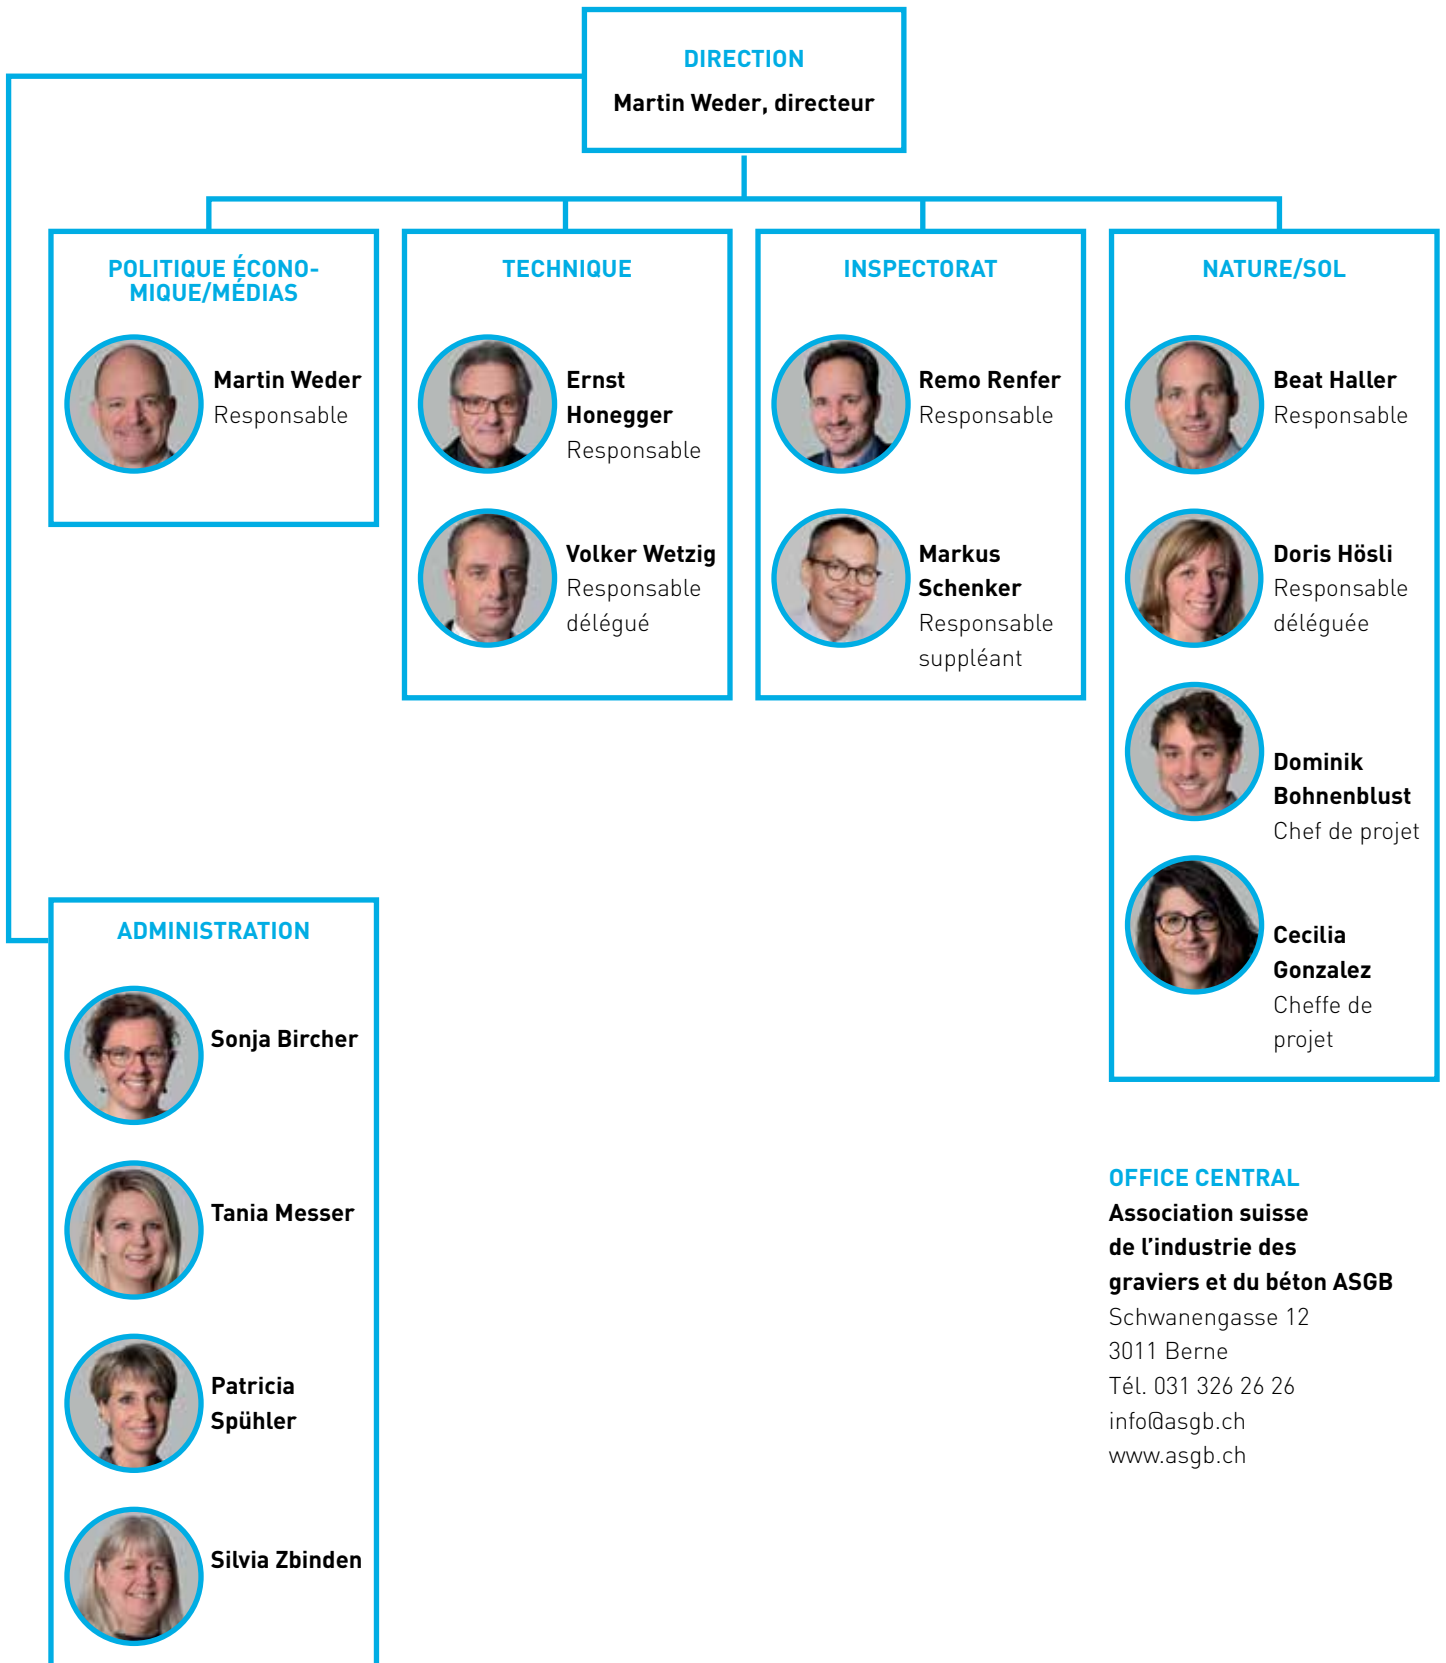 DIRECTION
Martin Weder, directeur
POLITIQUE ÉCONO-
MIQUE/MÉDIAS
Martin Weder
Responsable
TECHNIQUE
Ernst
Honegger
Responsable
Volker Wetzig
Responsable
délégué
INSPECTORAT
Remo Renfer
Responsable
Markus
Schenker
Responsable
suppléant
NATURE/SOL
Beat Haller
Responsable
Doris Hösli
Responsable
déléguée
Dominik
Bohnenblust
Chef de projet
Cecilia
Gonzalez
Cheffe de
projet
ADMINISTRATION
Sonja Bircher
Tania Messer
Patricia
Spühler
Silvia Zbinden
OFFICE CENTRAL
Association suisse
de l’industrie des
graviers et du béton ASGB
Schwanengasse 12
3011 Berne
Tél. 031 326 26 26
info@asgb.ch
www.asgb.ch